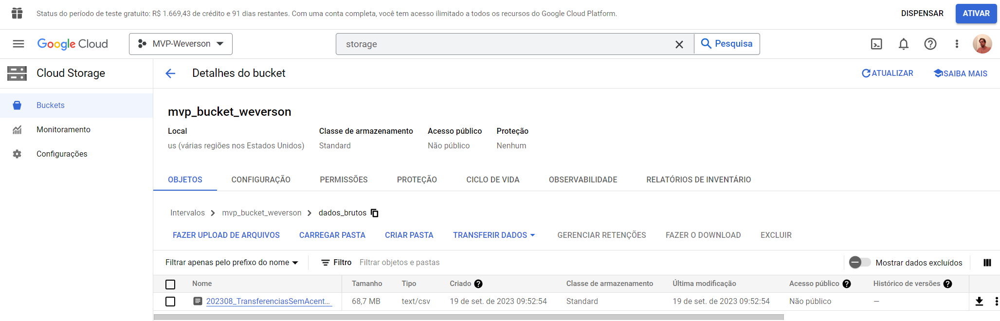 Status do período de teste gratuito: R$ 1.669,43 de crédito e 91 dias restantes. Com uma conta completa, você tem acesso ilimitado a todos os recursos do Google Cloud Platform.
DISPENSAR
ATIVAR
Google Cloud
MVP-Weverson
storage
Pesquisa
Cloud Storage
Detalhes do bucket
ATUALIZAR
SAIBA MAIS
Buckets
Monitoramento
Configurações
mvp_bucket_weverson
Local
Classe de armazenamento
Acesso público
Proteção
us (várias regiões nos Estados Unidos)
Standard
Não público
Nenhum
OBJETOS
CONFIGURAÇÃO
PERMISSÕES
PROTEÇÃO
CICLO DE VIDA
OBSERVABILIDADE
RELATÓRIOS DE INVENTÁRIO
Intervalos > mvp_bucket_weverson > dados_brutos
FAZER UPLOAD DE ARQUIVOS
CARREGAR PASTA
CRIAR PASTA
TRANSFERIR DADOS
GERENCIAR RETENÇÕES
FAZER O DOWNLOAD
EXCLUIR
Filtrar apenas pelo prefixo do nome
Filtro
Filtrar objetos e pastas
Mostrar dados excluídos
Nome
Tamanho
Tipo
Criado
Classe de armazenamento
Última modificação
Acesso público
Histórico de versões
202308_TransferenciasSemAcent...
68,7 MB
text/csv
19 de set. de 2023 09:52:54
Standard
19 de set. de 2023 09:52:54
Não público
—